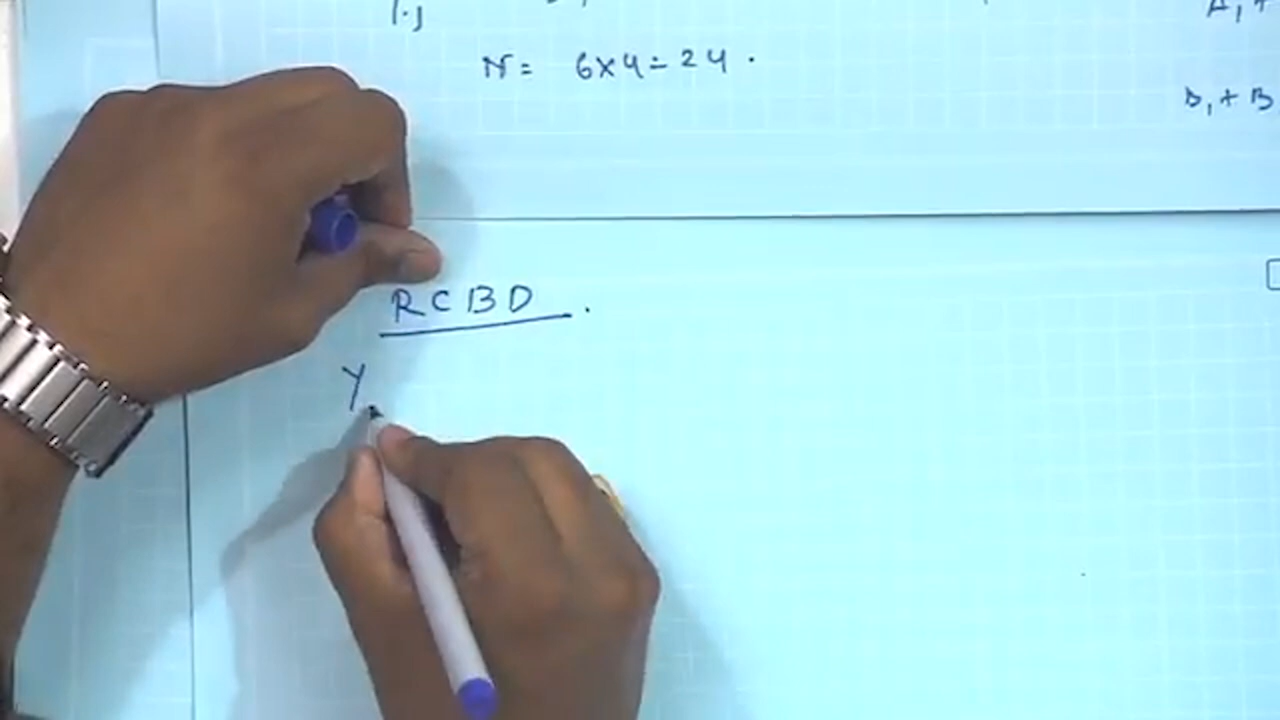 N = 6x4 = 24 .
B, + B
RCBD .
Y